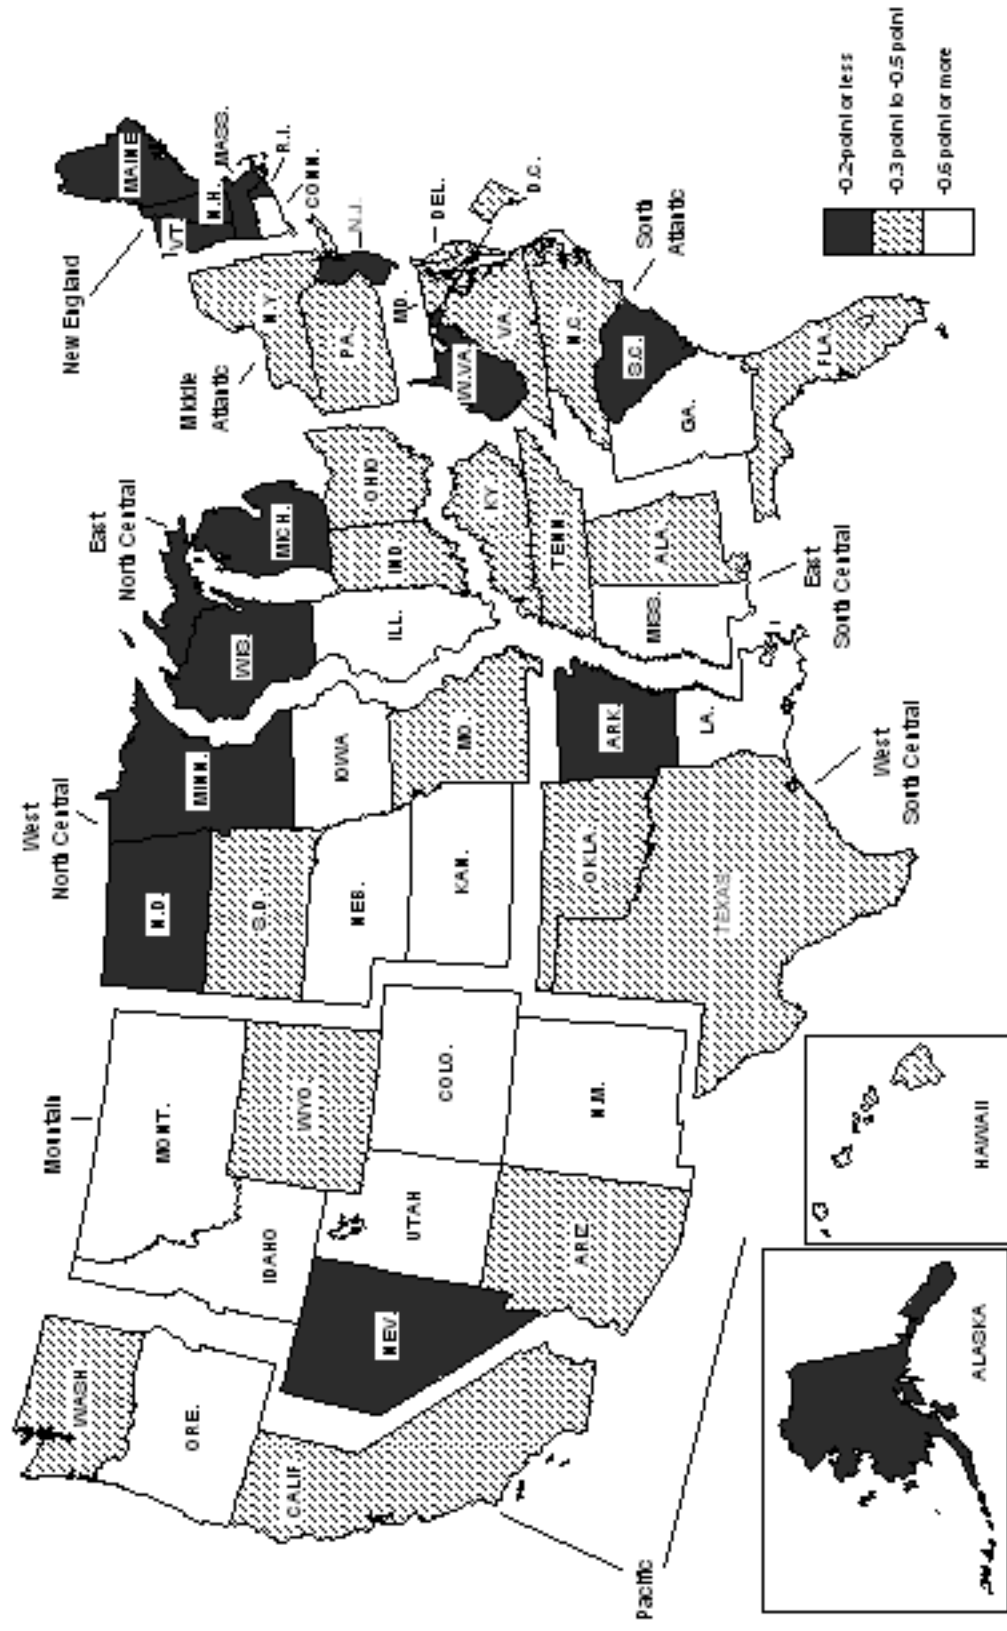 Pacific
Mountain
West
North Central
East
North Central
Middle
Atlantic
New England
West
South Central
East
South Central
South
Atlantic
WASH
ORE.
CALIF
NEV.
IDAHO
MONT.
WYO.
UTAH
COLO.
ARIZ.
N.M.
N.D.
S.D.
NEB.
KAN.
MINN.
IOWA
MO.
WIS.
ILL.
MICH.
IND.
OHIO
OKLA.
TEXAS
ARK.
LA.
KY.
TENN
MISS.
ALA.
N.Y.
PA.
N.J.
MAINE
VT.
N.H.
MASS.
R.I.
CONN.
DEL.
MD.
D.C.
W.VA.
VA.
N.C.
S.C.
GA.
FLA.
ALASKA
HAWAII
-0.2-point or less
-0.3 point to -0.5 point
-0.6 point or more